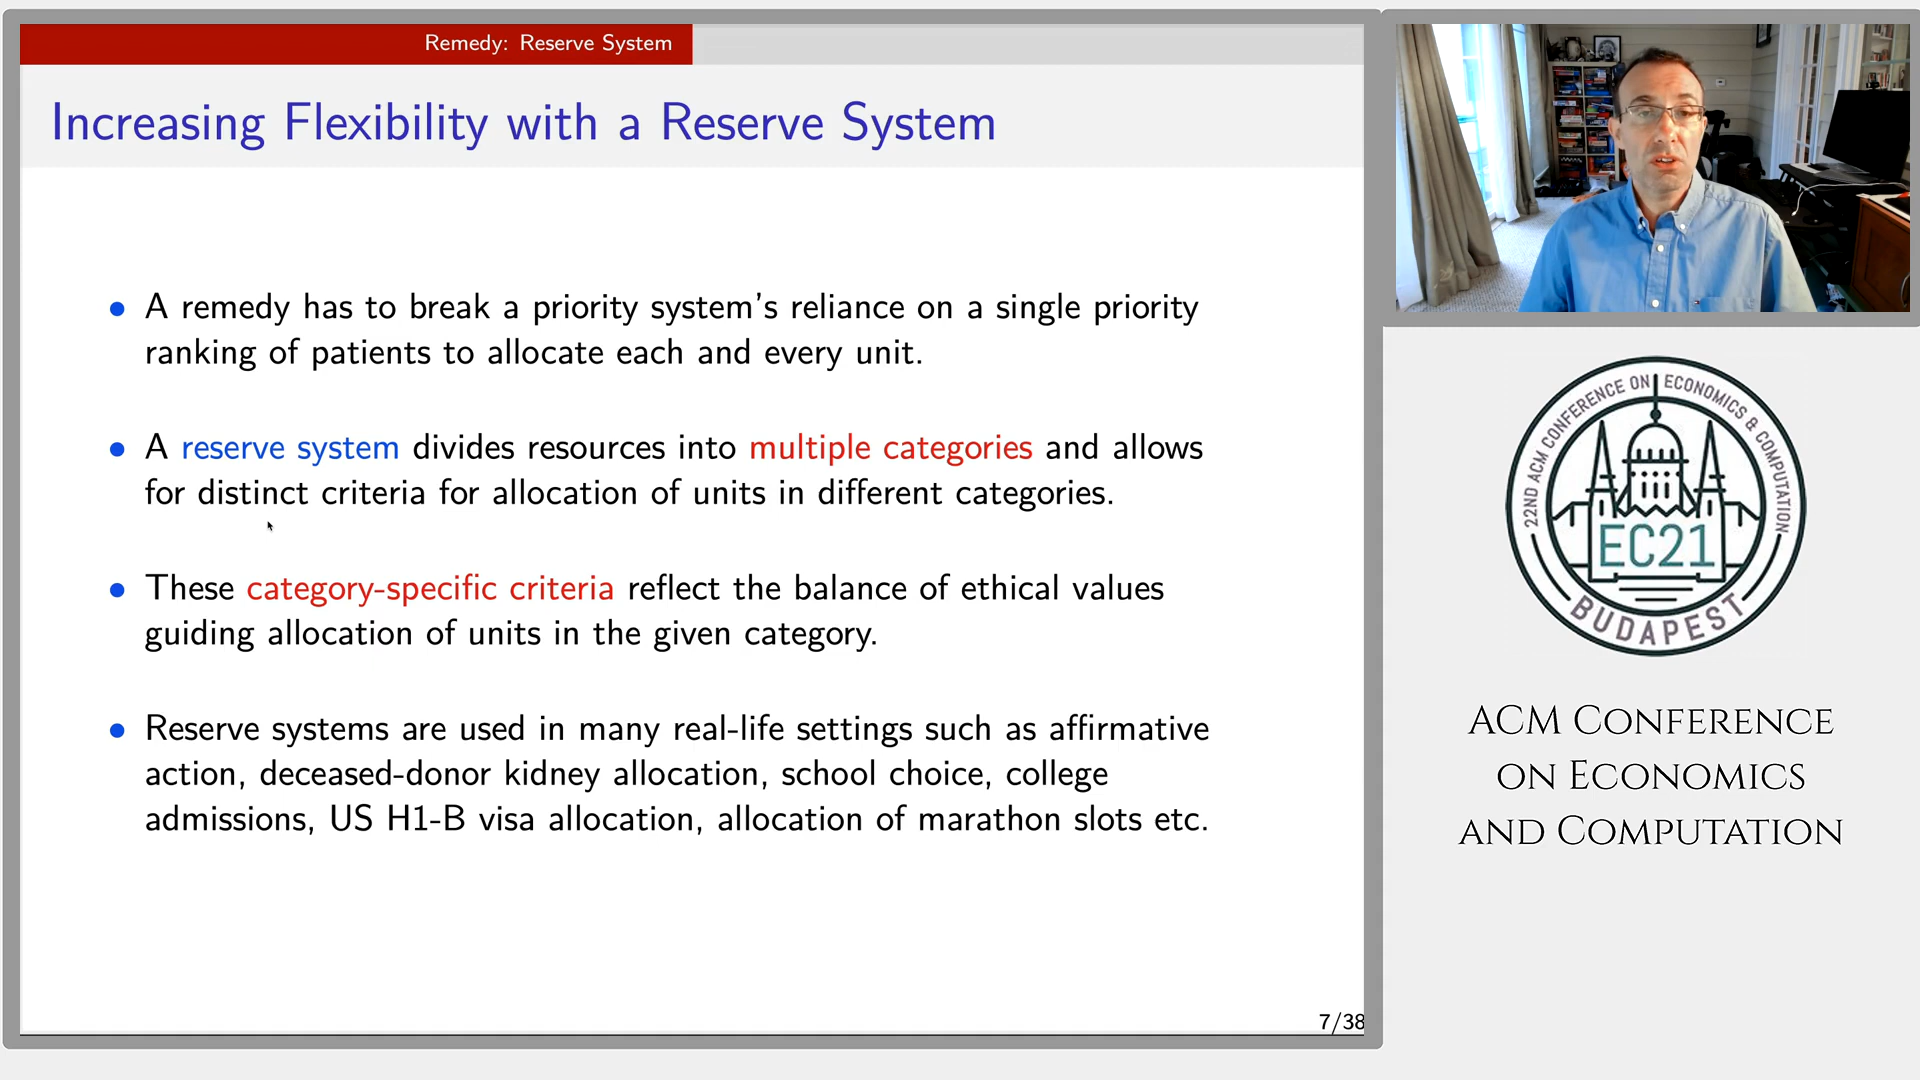 Remedy: Reserve System
Increasing Flexibility with a Reserve System
• A remedy has to break a priority system's reliance on a single priority
ranking of patients to allocate each and every unit.
• A reserve system divides resources into multiple categories and allows
for distinct criteria for allocation of units in different categories.
• These category-specific criteria reflect the balance of ethical values
guiding allocation of units in the given category.
• Reserve systems are used in many real-life settings such as affirmative
action, deceased-donor kidney allocation, school choice, college
admissions, US H1-B visa allocation, allocation of marathon slots etc.
7/38
22ND ACM CONFERENCE ON ECONOMICS & COMPUTATION
EC21
BUDAPEST
ACM Conference
on Economics
and Computation